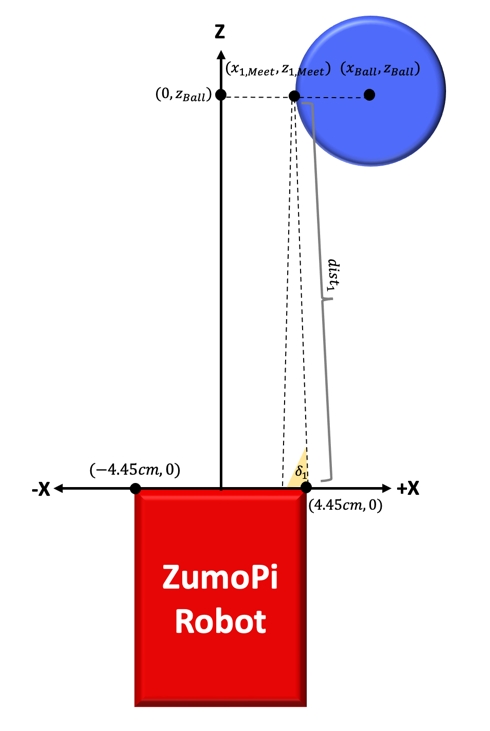 Z
(x₁,Meet, z₁,Meet) (xBall, zBall)
(0, zBall)
dist₁
δ₁
(−4.45cm, 0)
-X
+X
(4.45cm, 0)
ZumoPi
Robot